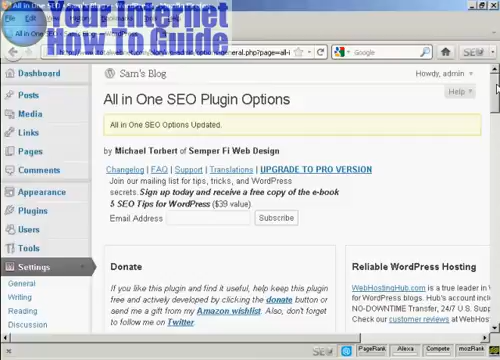 All in One SEO
Your Internet
How To Guide
Google
SEO
Dashboard
Posts
Media
Links
Pages
Comments
Appearance
Plugins
Users
Tools
Settings
General
Writing
Reading
Discussion
Sam's Blog
Howdy, admin
Help
All in One SEO Plugin Options
All in One SEO Options Updated.
by Michael Torbert of Semper Fi Web Design
Changelog | FAQ | Support | Translations | UPGRADE TO PRO VERSION
Join our mailing list for tips, tricks, and WordPress
secrets. Sign up today and receive a free copy of the e-book
5 SEO Tips for WordPress ($39 value).
Email Address
Subscribe
Donate
If you like this plugin and find it useful, help keep this plugin
free and actively developed by clicking the donate button or
send me a gift from my Amazon wishlist. Also, don't forget
to follow me on Twitter.
Reliable WordPress Hosting
WebHostingHub.com is a true leader in W
for WordPress blogs. Hub's account inclu
NO-DOWNTIME Transfer, 24/7 US Suppo
Check our customer reviews at WebHost
SEO
PageRank
Alexa
Compete
mozRank